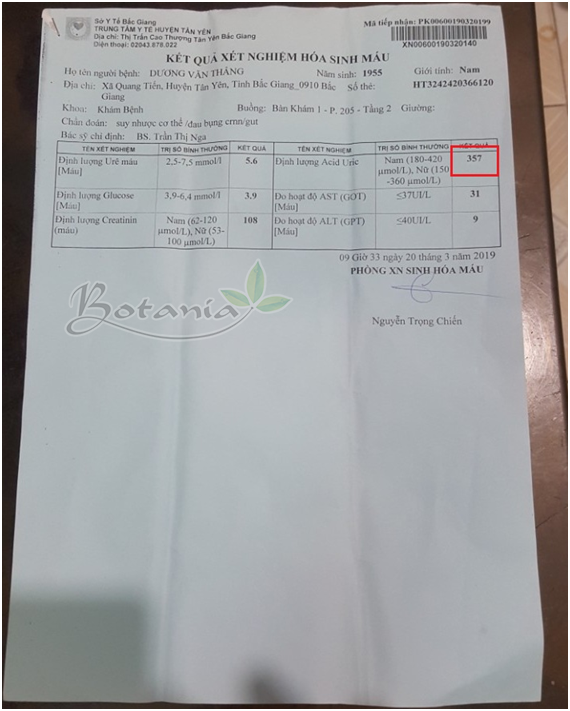 Sở Y Tế Bắc Giang
TRUNG TÂM Y TẾ HUYỆN TÂN YÊN
Địa chỉ: Thị Trấn Cao Thượng Tân Yên Bắc Giang
Điện thoại: 02043.878.022
Mã tiếp nhận: PK00600190320199
XN00600190320140
KẾT QUẢ XÉT NGHIỆM HÓA SINH MÁU
Họ tên người bệnh: DƯƠNG VĂN THẮNG Năm sinh: 1955 Giới tính: Nam
Địa chỉ: Xã Quang Tiến, Huyện Tân Yên, Tỉnh Bắc Giang_0910 Bắc Giang Số thẻ: HT3242420366120
Khoa: Khám Bệnh Buồng: Bàn Khám 1 - P. 205 - Tầng 2 Giường:
Chẩn đoán: suy nhược cơ thể /đau bụng crnn/gut
Bác sỹ chỉ định: BS. Trần Thị Nga
TÊN XÉT NGHIỆM TRỊ SỐ BÌNH THƯỜNG KẾT QUẢ TÊN XÉT NGHIỆM TRỊ SỐ BÌNH THƯỜNG KẾT QUẢ
Định lượng Urê máu [Máu] 2,5-7,5 mmol/l 5.6 Định lượng Acid Uric [Máu] Nam (180-420 µmol/L), Nữ (150 -360 µmol/L) 357
Định lượng Glucose [Máu] 3,9-6,4 mmol/l 3.9 Đo hoạt độ AST (GOT) [Máu] ≤37UI/L 31
Định lượng Creatinin (máu) Nam (62-120 µmol/L), Nữ (53-100 µmol/L) 108 Đo hoạt độ ALT (GPT) [Máu] ≤40UI/L 9
09 Giờ 33 ngày 20 tháng 3 năm 2019
PHÒNG XN SINH HÓA MÁU
Botania
Nguyễn Trọng Chiến